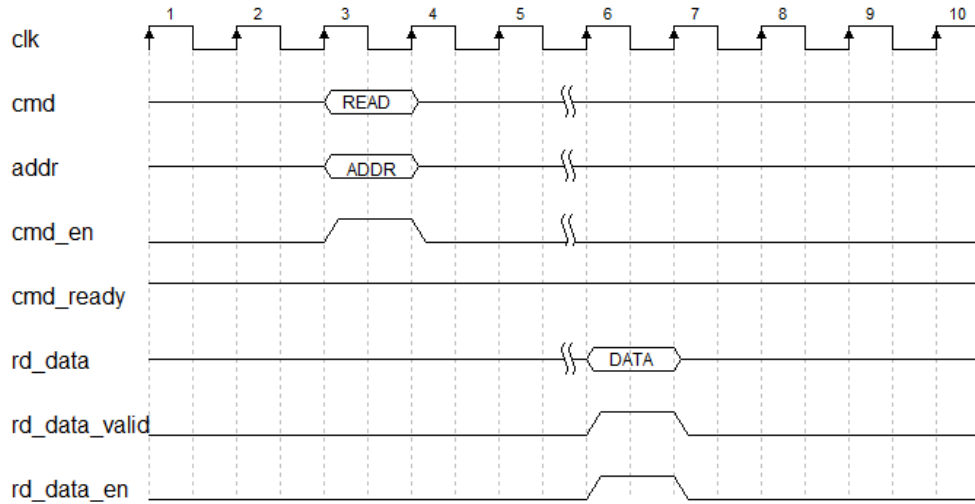 1 2 3 4 5 6 7 8 9 10
clk
cmd READ
addr ADDR
cmd_en
cmd_ready
rd_data DATA
rd_data_valid
rd_data_en